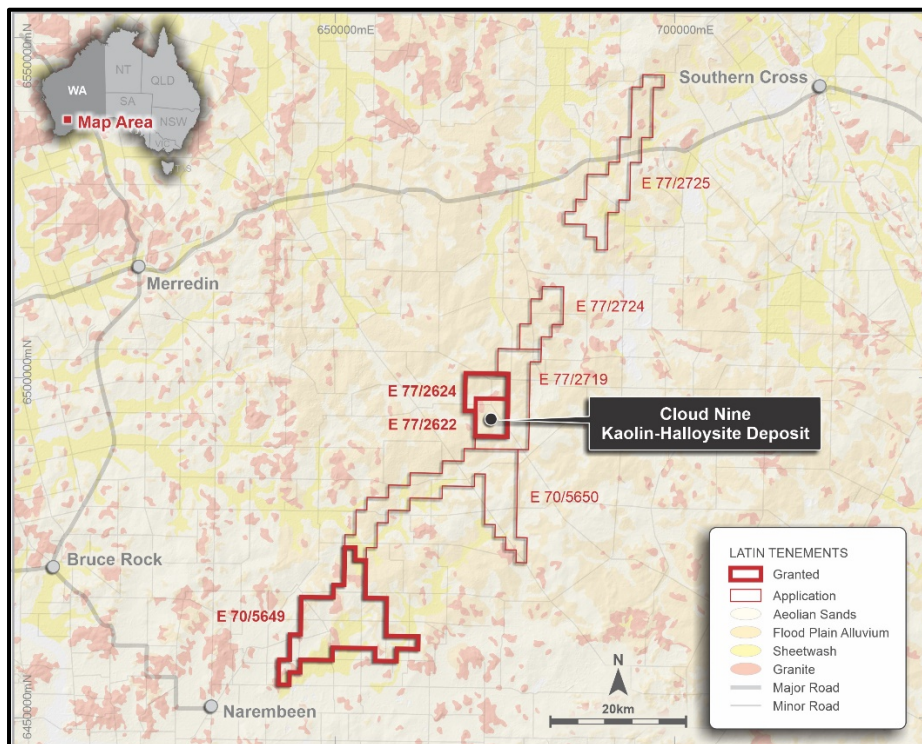 650000mE
700000mE
6550000mN
Southern Cross
NT
QLD
WA
SA
NSW
VIC
TAS
Map Area
E 77/2725
Merredin
E 77/2724
6500000mN
E 77/2624
E 77/2719
E 77/2622
Cloud Nine
Kaolin-Halloysite Deposit
E 70/5650
Bruce Rock
E 70/5649
LATIN TENEMENTS
Granted
Application
Aeolian Sands
Flood Plain Alluvium
Sheetwash
Granite
Major Road
Minor Road
N
20km
Narembeen
6450000mN